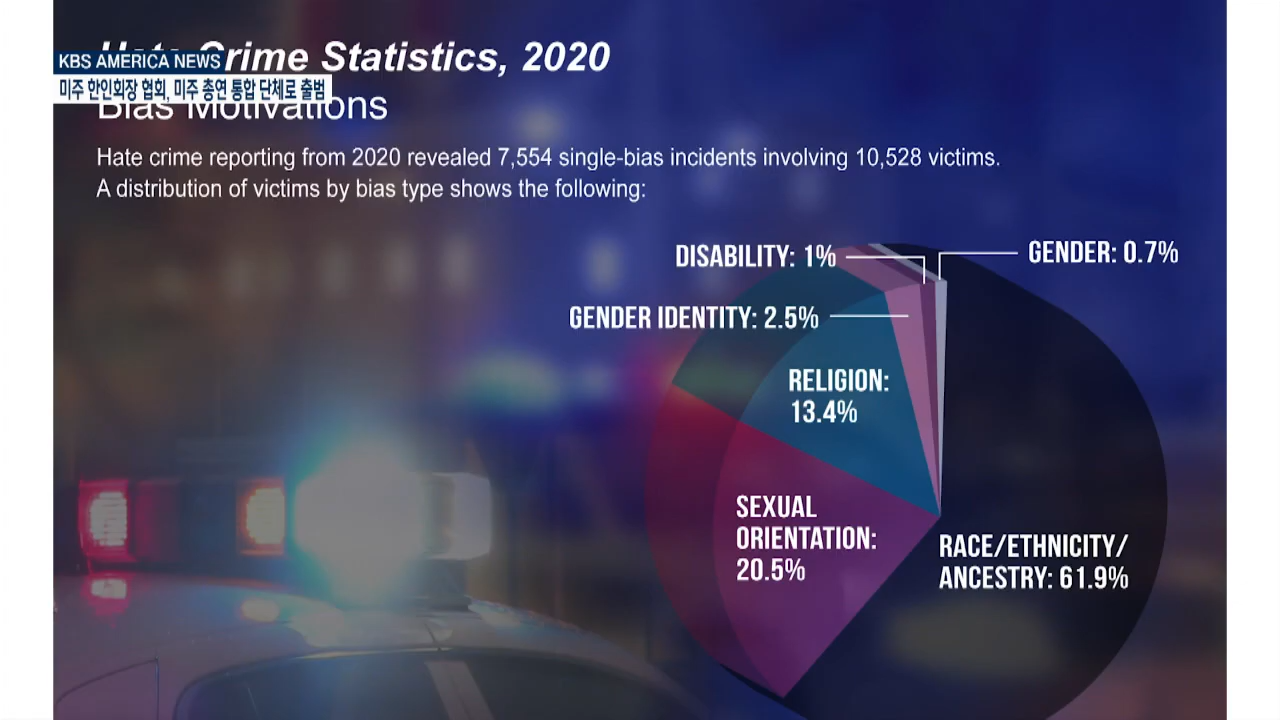 Hate Crime Statistics, 2020
KBS AMERICA NEWS
미주 한인회장 협회, 미주 총연 통합 단체로 출범
Bias Motivations
Hate crime reporting from 2020 revealed 7,554 single-bias incidents involving 10,528 victims.
A distribution of victims by bias type shows the following:
DISABILITY: 1%
GENDER: 0.7%
GENDER IDENTITY: 2.5%
RELIGION:
13.4%
SEXUAL
ORIENTATION:
20.5%
RACE/ETHNICITY/
ANCESTRY: 61.9%